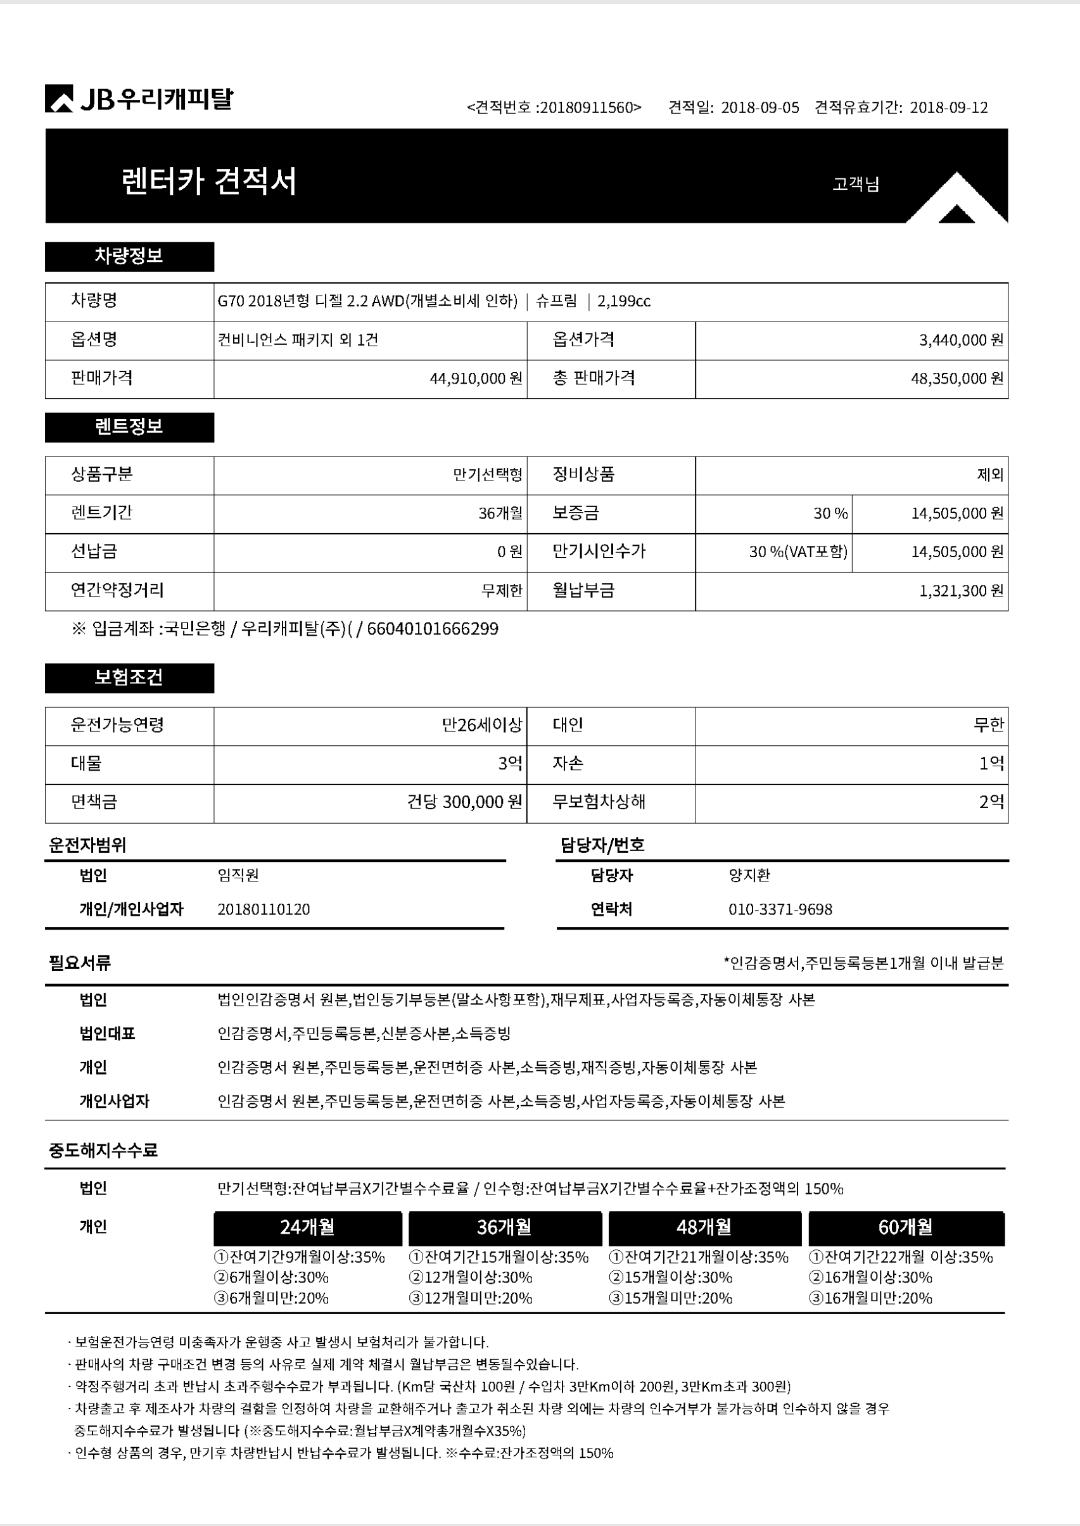 JB우리캐피탈
<견적번호 :20180911560> 견적일: 2018-09-05 견적유효기간: 2018-09-12
렌터카 견적서 고객님
차량정보
차량명 G70 2018년형 디젤 2.2 AWD(개별소비세 인하) | 슈프림 | 2,199cc
옵션명 컨비니언스 패키지 외 1건 옵션가격 3,440,000 원
판매가격 44,910,000 원 총 판매가격 48,350,000 원
렌트정보
상품구분 만기선택형 정비상품 제외
렌트기간 36개월 보증금 30 % 14,505,000 원
선납금 0 원 만기시인수가 30 %(VAT포함) 14,505,000 원
연간약정거리 무제한 월납부금 1,321,300 원
※ 입금계좌 :국민은행 / 우리캐피탈(주)( / 66040101666299
보험조건
운전가능연령 만26세이상 대인 무한
대물 3억 자손 1억
면책금 건당 300,000 원 무보험차상해 2억
운전자범위 담당자/번호
법인 임직원 담당자 양지환
개인/개인사업자 20180110120 연락처 010-3371-9698
필요서류 *인감증명서,주민등록등본1개월 이내 발급분
법인 법인인감증명서 원본,법인등기부등본(말소사항포함),재무제표,사업자등록증,자동이체통장 사본
법인대표 인감증명서,주민등록등본,신분증사본,소득증빙
개인 인감증명서 원본,주민등록등본,운전면허증 사본,소득증빙,재직증빙,자동이체통장 사본
개인사업자 인감증명서 원본,주민등록등본,운전면허증 사본,소득증빙,사업자등록증,자동이체통장 사본
중도해지수수료
법인 만기선택형:잔여납부금X기간별수수료율 / 인수형:잔여납부금X기간별수수료율+잔가조정액의 150%
개인 24개월 36개월 48개월 60개월
①잔여기간9개월이상:35% ①잔여기간15개월이상:35% ①잔여기간21개월이상:35% ①잔여기간22개월 이상:35%
②6개월이상:30% ②12개월이상:30% ②15개월이상:30% ②16개월이상:30%
③6개월미만:20% ③12개월미만:20% ③15개월미만:20% ③16개월미만:20%
· 보험운전가능연령 미충족자가 운행중 사고 발생시 보험처리가 불가합니다.
· 판매사의 차량 구매조건 변경 등의 사유로 실제 계약 체결시 월납부금은 변동될수있습니다.
· 약정주행거리 초과 반납시 초과주행수수료가 부과됩니다. (Km당 국산차 100원 / 수입차 3만Km이하 200원, 3만Km초과 300원)
· 차량출고 후 제조사가 차량의 결함을 인정하여 차량을 교환해주거나 출고가 취소된 차량 외에는 차량의 인수거부가 불가능하며 인수하지 않을 경우
중도해지수수료가 발생됩니다 (※중도해지수수료:월납부금X계약총개월수X35%)
· 인수형 상품의 경우, 만기후 차량반납시 반납수수료가 발생됩니다. ※수수료:잔가조정액의 150%